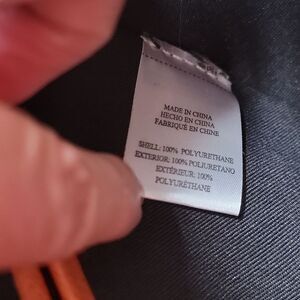 MADE IN CHINA
HECHO EN CHINA
FABRIQUÉ EN CHINE
SHELL: 100% POLYURETHANE
EXTERIOR: 100% POLIURETANO
EXTÉRIEUR: 100%
POLYURÉTHANE